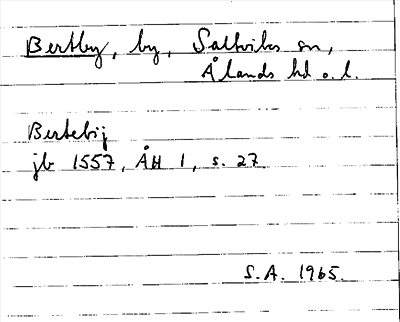 Bertby, by, Saltviks sn,
Ålands hd o. l.
Bertebij
jb 1557, ÅH 1, s. 27.
S.A. 1965.